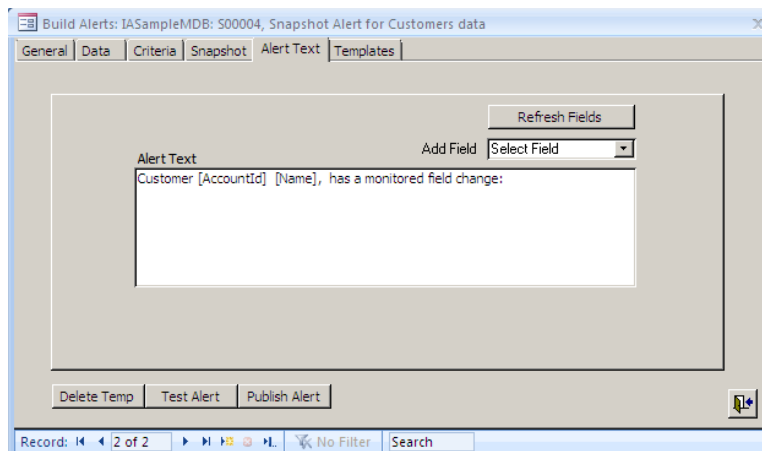 Build Alerts: IASampleMDB: S00004, Snapshot Alert for Customers data
General Data Criteria Snapshot Alert Text Templates
Refresh Fields
Add Field Select Field
Alert Text
Customer [AccountId] [Name], has a monitored field change:
Delete Temp Test Alert Publish Alert
Record: 2 of 2 No Filter Search